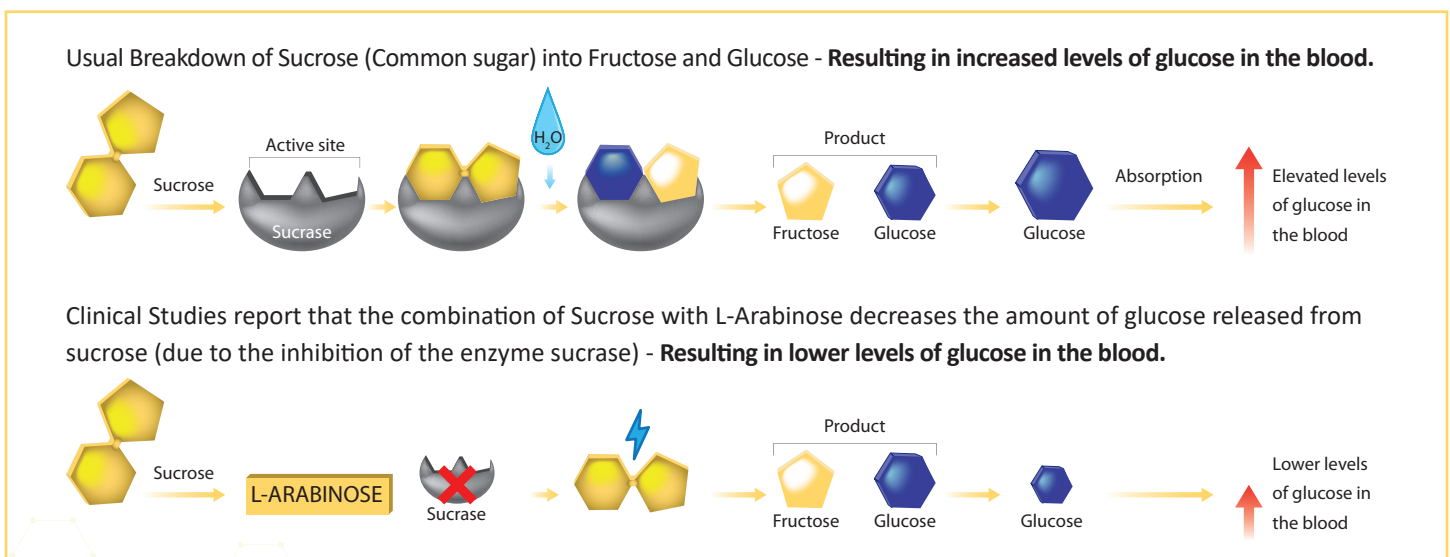 Usual Breakdown of Sucrose (Common sugar) into Fructose and Glucose - Resulting in increased levels of glucose in the blood.
Sucrose
Active site
Sucrase
H₂O
Product
Fructose
Glucose
Glucose
Absorption
Elevated levels
of glucose in
the blood
Clinical Studies report that the combination of Sucrose with L-Arabinose decreases the amount of glucose released from
sucrose (due to the inhibition of the enzyme sucrase) - Resulting in lower levels of glucose in the blood.
Sucrose
L-ARABINOSE
Sucrase
Product
Fructose
Glucose
Glucose
Lower levels
of glucose in
the blood